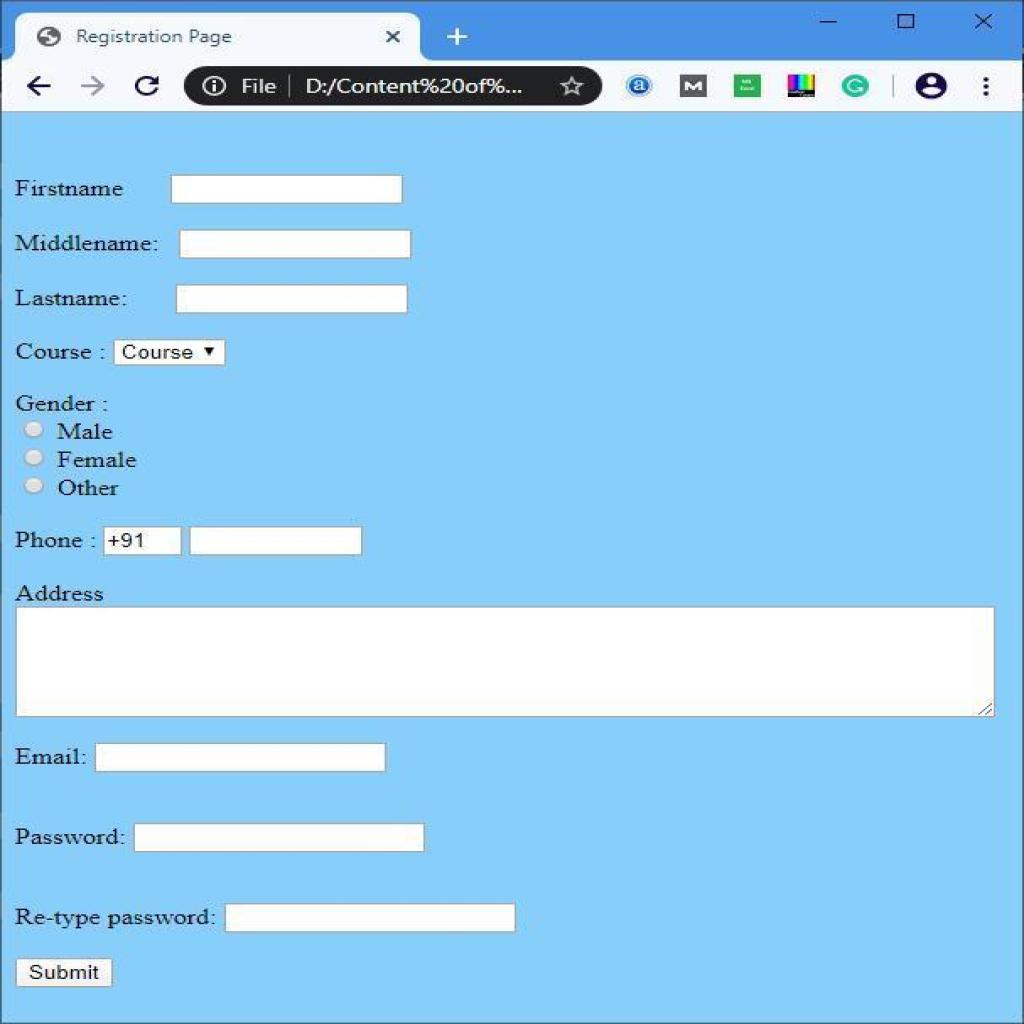 Registration Page
File D:/Content%20of%...
Firstname
Middlename:
Lastname:
Course : Course
Gender :
Male
Female
Other
Phone : +91
Address
Email:
Password:
Re-type password:
Submit